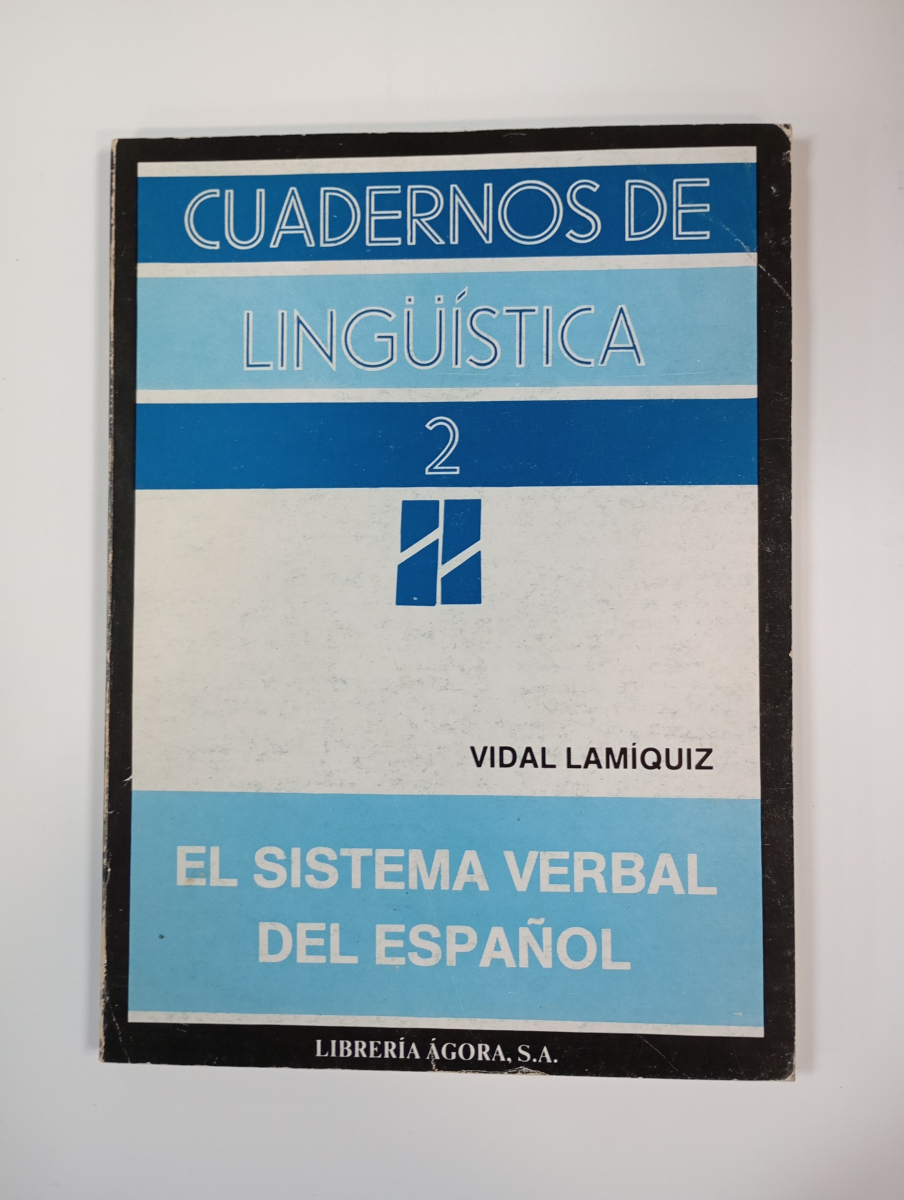 CUADERNOS DE
LINGÜÍSTICA
2
VIDAL LAMÍQUIZ
EL SISTEMA VERBAL
DEL ESPAÑOL
LIBRERÍA ÁGORA, S.A.